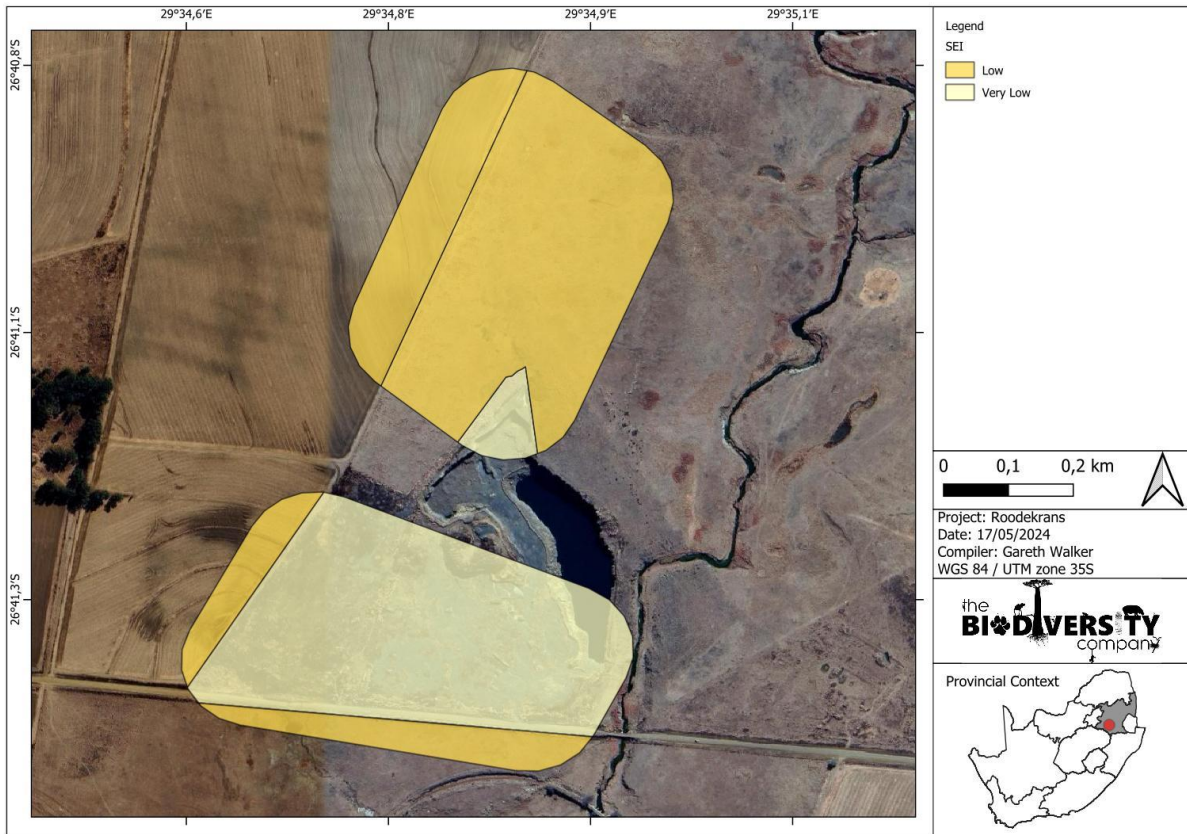 29°34,6'E 29°34,8'E 29°34,9'E 29°35,1'E
26°40,8'S
26°41,1'S
26°41,3'S
Legend
SEI
Low
Very Low
0 0,1 0,2 km
Project: Roodekrans
Date: 17/05/2024
Compiler: Gareth Walker
WGS 84 / UTM zone 35S
the
BIODIVERSITY
company
Provincial Context